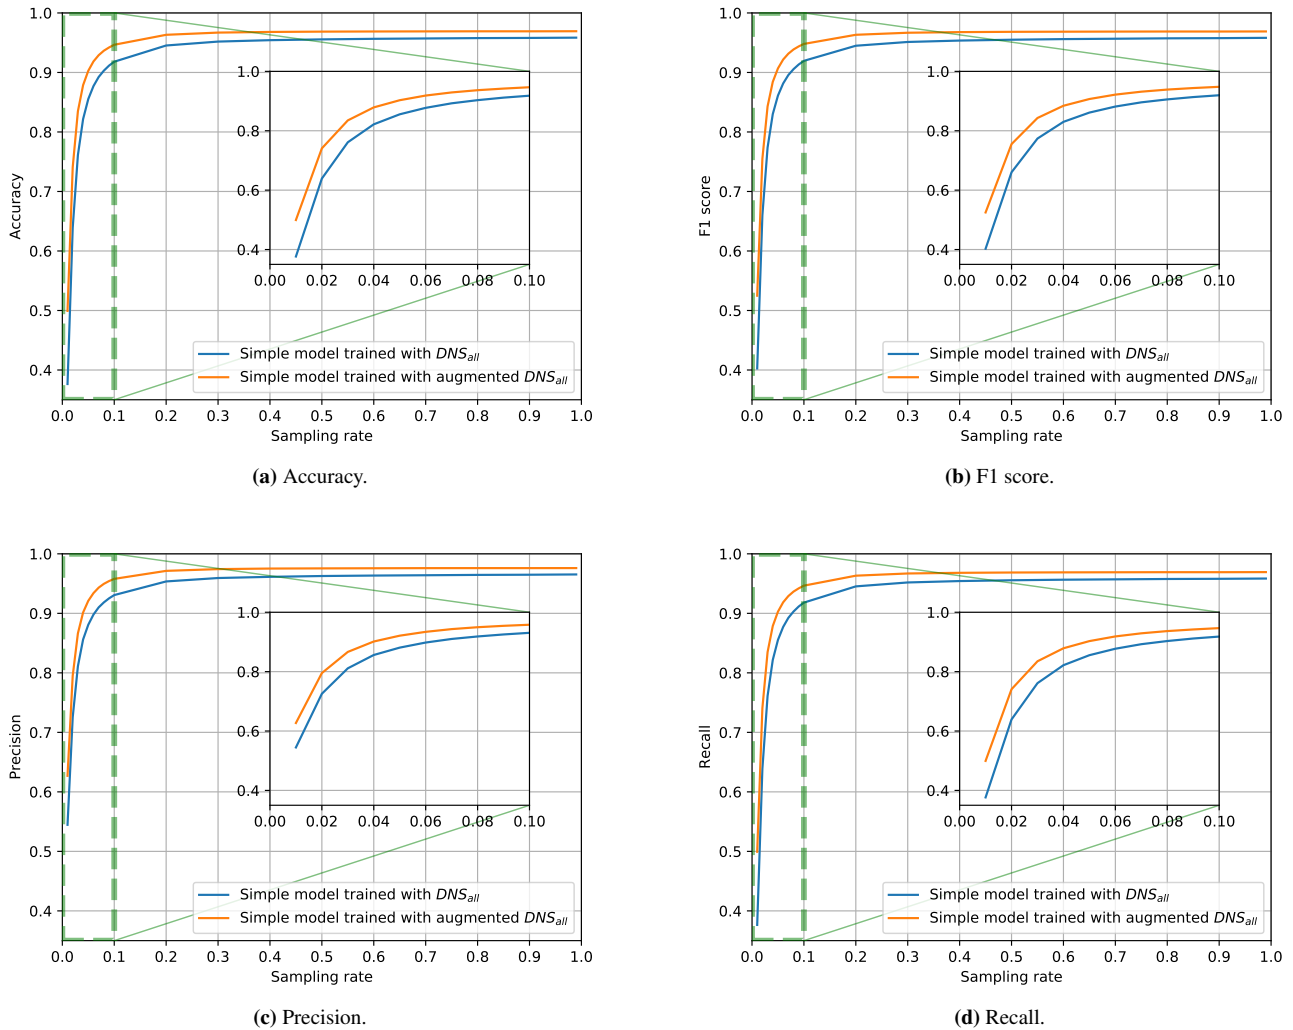 1.0
0.9
0.8
0.7
0.6
0.5
0.4
Accuracy
1.0
0.8
0.6
0.4
0.00 0.02 0.04 0.06 0.08 0.10
Simple model trained with DNS_all
Simple model trained with augmented DNS_all
0.0 0.1 0.2 0.3 0.4 0.5 0.6 0.7 0.8 0.9 1.0
Sampling rate
(a) Accuracy.
1.0
0.9
0.8
0.7
0.6
0.5
0.4
F1 score
1.0
0.8
0.6
0.4
0.00 0.02 0.04 0.06 0.08 0.10
Simple model trained with DNS_all
Simple model trained with augmented DNS_all
0.0 0.1 0.2 0.3 0.4 0.5 0.6 0.7 0.8 0.9 1.0
Sampling rate
(b) F1 score.
1.0
0.9
0.8
0.7
0.6
0.5
0.4
Precision
1.0
0.8
0.6
0.4
0.00 0.02 0.04 0.06 0.08 0.10
Simple model trained with DNS_all
Simple model trained with augmented DNS_all
0.0 0.1 0.2 0.3 0.4 0.5 0.6 0.7 0.8 0.9 1.0
Sampling rate
(c) Precision.
1.0
0.9
0.8
0.7
0.6
0.5
0.4
Recall
1.0
0.8
0.6
0.4
0.00 0.02 0.04 0.06 0.08 0.10
Simple model trained with DNS_all
Simple model trained with augmented DNS_all
0.0 0.1 0.2 0.3 0.4 0.5 0.6 0.7 0.8 0.9 1.0
Sampling rate
(d) Recall.